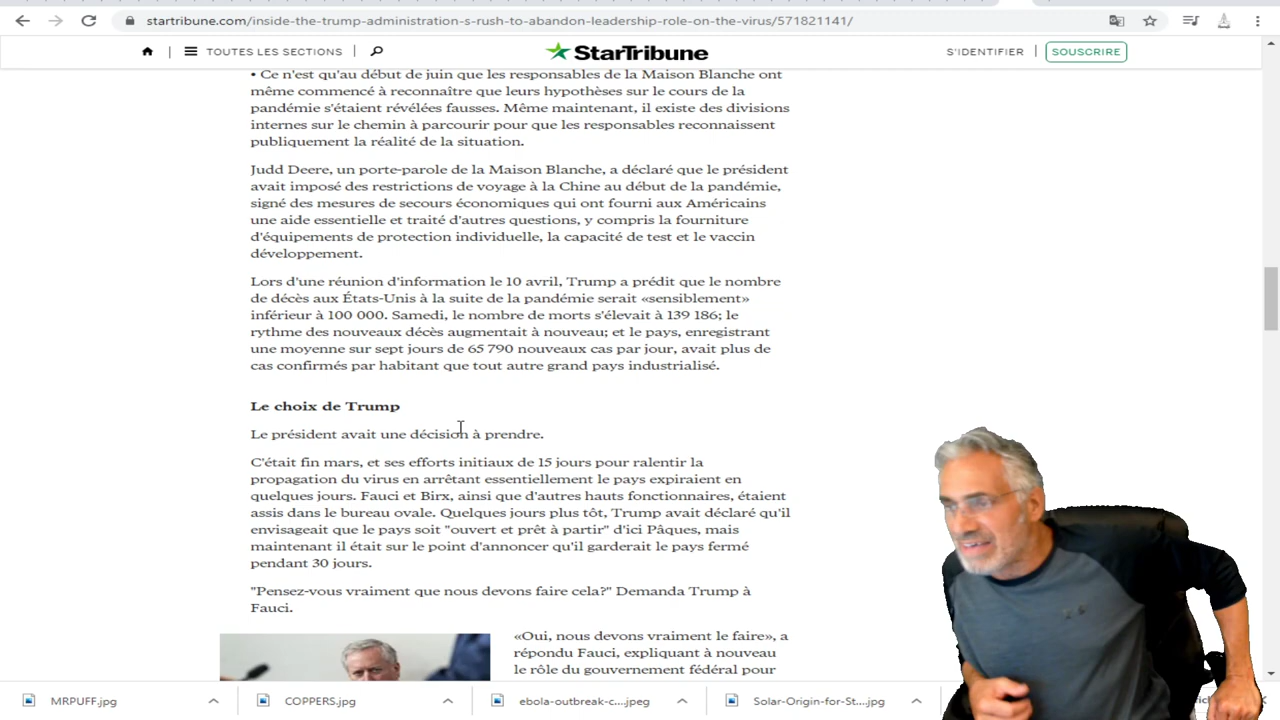 startribune.com/inside-the-trump-administration-s-rush-to-abandon-leadership-role-on-the-virus/571821141/
TOUTES LES SECTIONS
StarTribune
S'IDENTIFIER
SOUSCRIRE
• Ce n'est qu'au début de juin que les responsables de la Maison Blanche ont
même commencé à reconnaître que leurs hypothèses sur le cours de la
pandémie s'étaient révélées fausses. Même maintenant, il existe des divisions
internes sur le chemin à parcourir pour que les responsables reconnaissent
publiquement la réalité de la situation.
Judd Deere, un porte-parole de la Maison Blanche, a déclaré que le président
avait imposé des restrictions de voyage à la Chine au début de la pandémie,
signé des mesures de secours économiques qui ont fourni aux Américains
une aide essentielle et traité d'autres questions, y compris la fourniture
d'équipements de protection individuelle, la capacité de test et le vaccin
développement.
Lors d'une réunion d'information le 10 avril, Trump a prédit que le nombre
de décès aux États-Unis à la suite de la pandémie serait «sensiblement»
inférieur à 100 000. Samedi, le nombre de morts s'élevait à 139 186; le
rythme des nouveaux décès augmentait à nouveau; et le pays, enregistrant
une moyenne sur sept jours de 65 790 nouveaux cas par jour, avait plus de
cas confirmés par habitant que tout autre grand pays industrialisé.
Le choix de Trump
Le président avait une décision à prendre.
C'était fin mars, et ses efforts initiaux de 15 jours pour ralentir la
propagation du virus en arrêtant essentiellement le pays expiraient en
quelques jours. Fauci et Birx, ainsi que d'autres hauts fonctionnaires, étaient
assis dans le bureau ovale. Quelques jours plus tôt, Trump avait déclaré qu'il
envisageait que le pays soit "ouvert et prêt à partir" d'ici Pâques, mais
maintenant il était sur le point d'annoncer qu'il garderait le pays fermé
pendant 30 jours.
"Pensez-vous vraiment que nous devons faire cela?" Demanda Trump à
Fauci.
«Oui, nous devons vraiment le faire», a
répondu Fauci, expliquant à nouveau
le rôle du gouvernement fédéral pour
MRPUFF.jpg
COPPERS.jpg
ebola-outbreak-c....jpeg
Solar-Origin-for-St....jpg